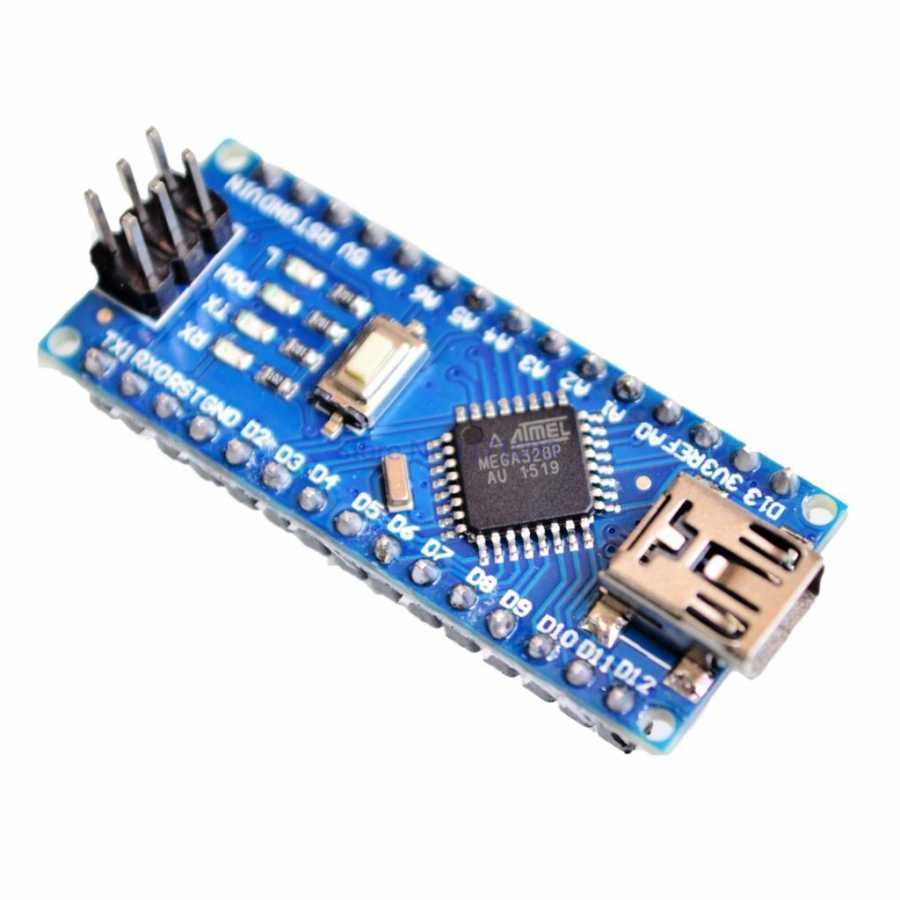 VIN
GND
RST
5V
A7
A6
A5
A4
A3
A2
A1
A0
REF
3V3
D13
L
POW
TX
RX
TX1
RX0
RST
GND
D2
D3
D4
D5
D6
D7
D8
D9
D10
D11
D12
ATMEL
MEGA328P
AU 1519